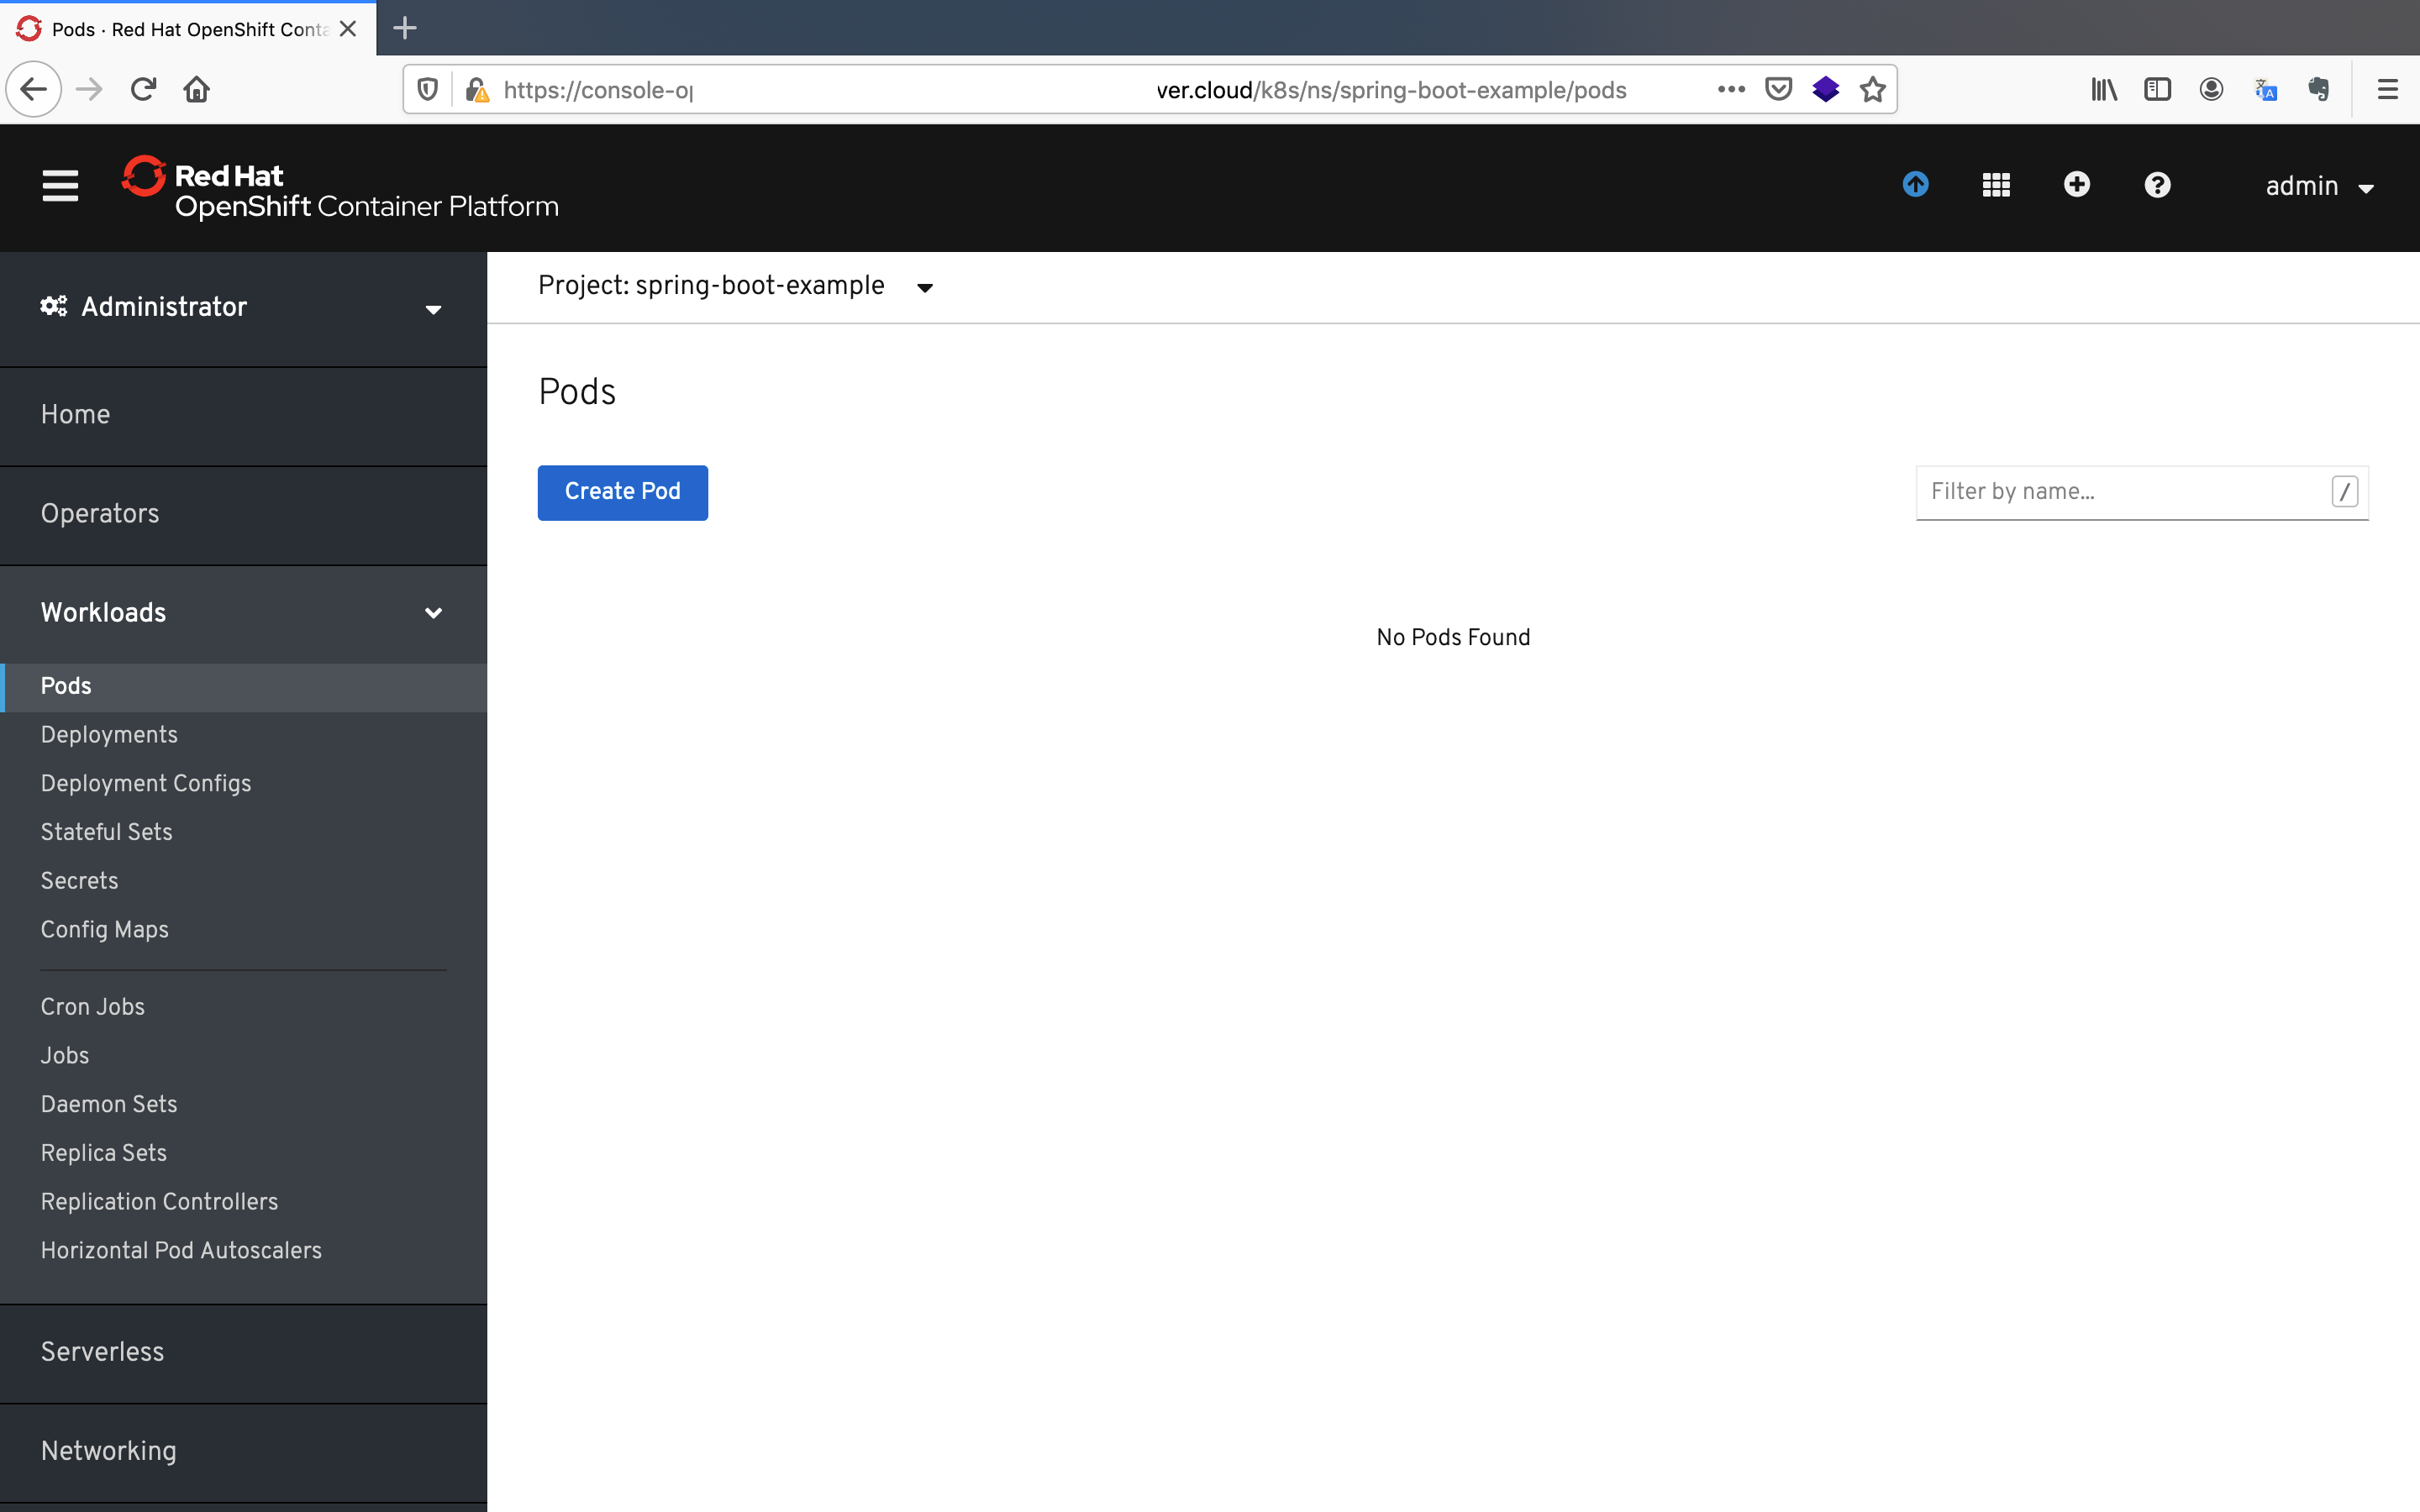 Pods · Red Hat OpenShift Conta
https://console-o ver.cloud/k8s/ns/spring-boot-example/pods
Red Hat
OpenShift Container Platform
admin
Administrator
Project: spring-boot-example
Pods
Home
Create Pod
Filter by name...
/
Operators
Workloads
No Pods Found
Pods
Deployments
Deployment Configs
Stateful Sets
Secrets
Config Maps
Cron Jobs
Jobs
Daemon Sets
Replica Sets
Replication Controllers
Horizontal Pod Autoscalers
Serverless
Networking